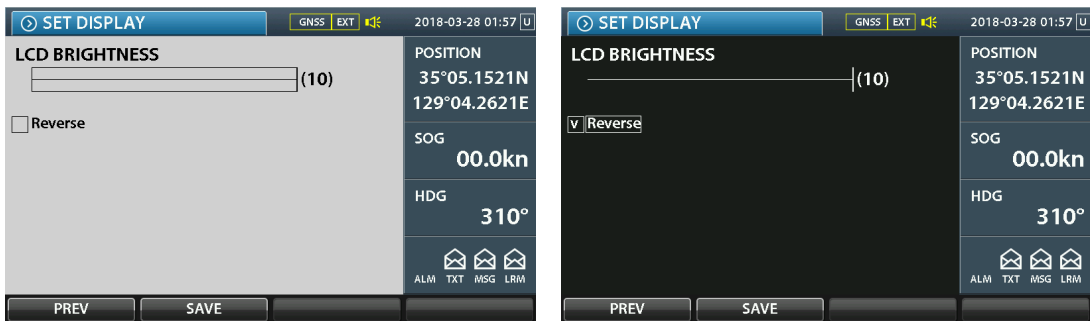 SET DISPLAY
GNSS EXT
2018-03-28 01:57 U
LCD BRIGHTNESS
(10)
Reverse
POSITION
35°05.1521N
129°04.2621E
SOG
00.0kn
HDG
310°
ALM TXT MSG LRM
PREV SAVE
SET DISPLAY
GNSS EXT
2018-03-28 01:57 U
LCD BRIGHTNESS
(10)
v Reverse
POSITION
35°05.1521N
129°04.2621E
SOG
00.0kn
HDG
310°
ALM TXT MSG LRM
PREV SAVE